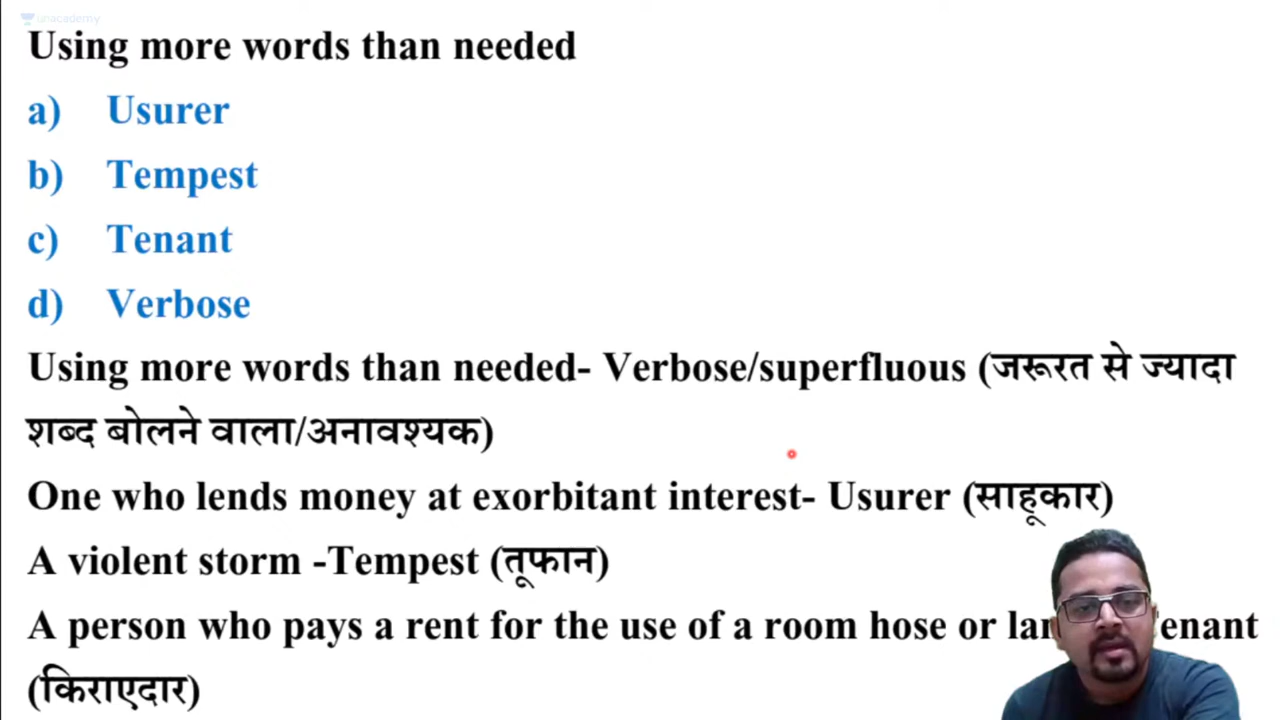 unacademy
Using more words than needed
a) Usurer
b) Tempest
c) Tenant
d) Verbose
Using more words than needed- Verbose/superfluous (जरूरत से ज्यादा
शब्द बोलने वाला/अनावश्यक)
One who lends money at exorbitant interest- Usurer (साहूकार)
A violent storm -Tempest (तूफान)
A person who pays a rent for the use of a room hose or
(किराएदार)